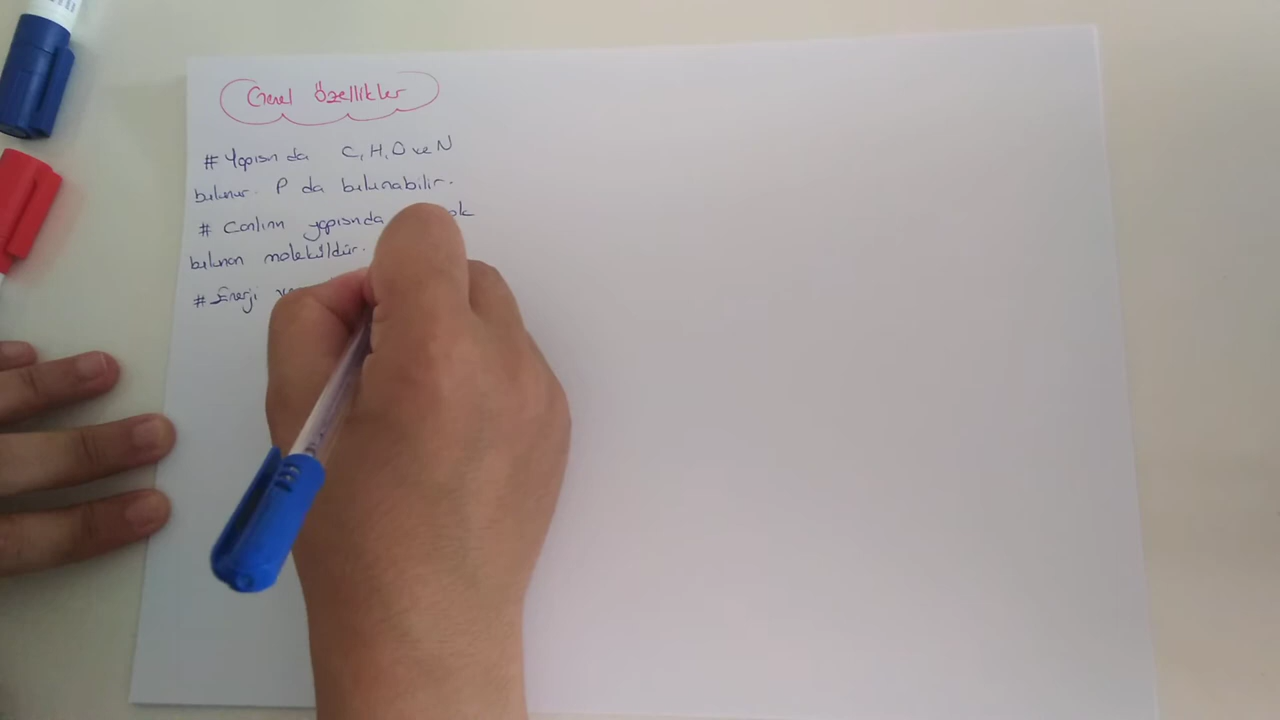 Genel Özellikler
# Yapısında C, H, O ve N
bulunur. P da bulunabilir.
# Canlının yapısında
bulunan moleküldür.
# Enerji